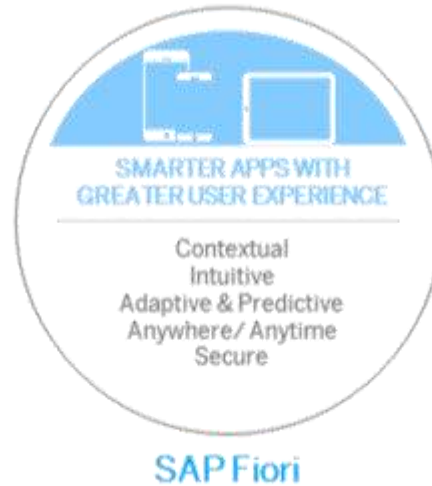 SMARTER APPS WITH
GREATER USER EXPERIENCE
Contextual
Intuitive
Adaptive & Predictive
Anywhere/Anytime
Secure
SAP Fiori